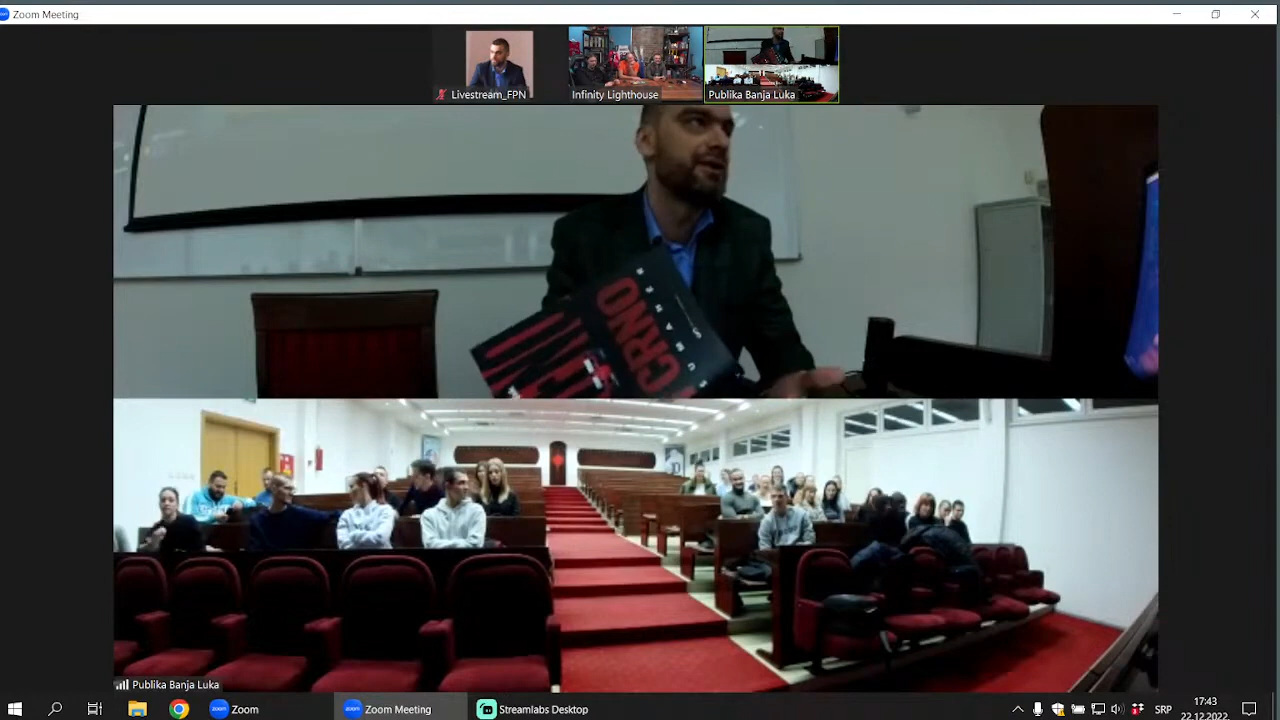 Zoom Meeting
Livestream_FPN
Infinity Lighthouse
Publika Banja Luka
CRNO
Publika Banja Luka
Zoom
Zoom Meeting
Streamlabs Desktop
SRP
17:43
22.12.2022.